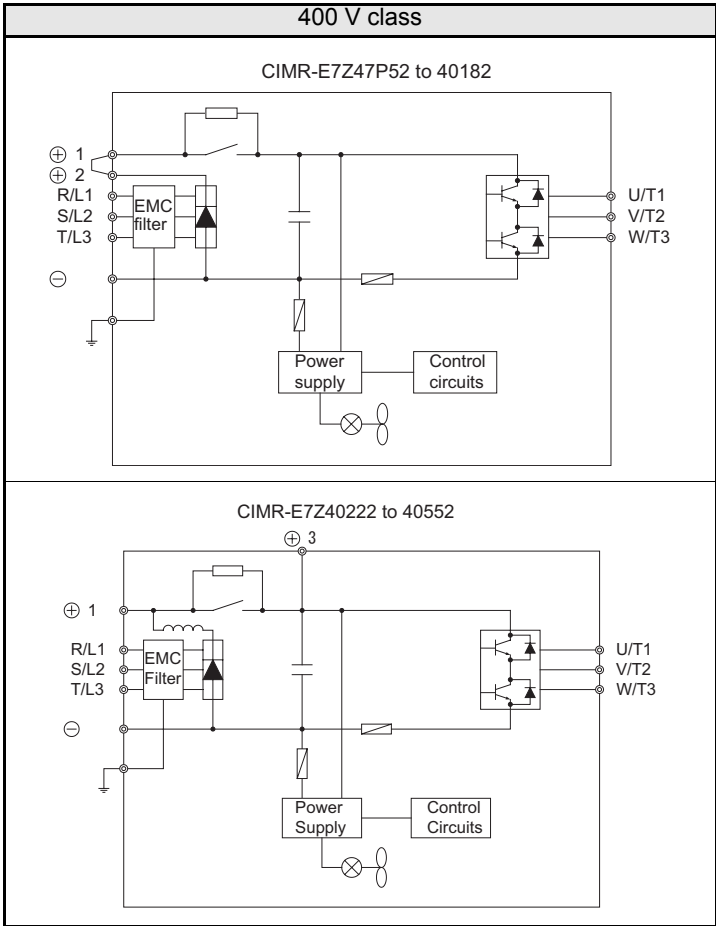 400 V class
CIMR-E7Z47P52 to 40182
⊕ 1
⊕ 2
R/L1
S/L2
T/L3
⊖
EMC
filter
U/T1
V/T2
W/T3
Power
supply
Control
circuits
CIMR-E7Z40222 to 40552
⊕ 3
⊕ 1
R/L1
S/L2
T/L3
⊖
EMC
Filter
U/T1
V/T2
W/T3
Power
Supply
Control
Circuits